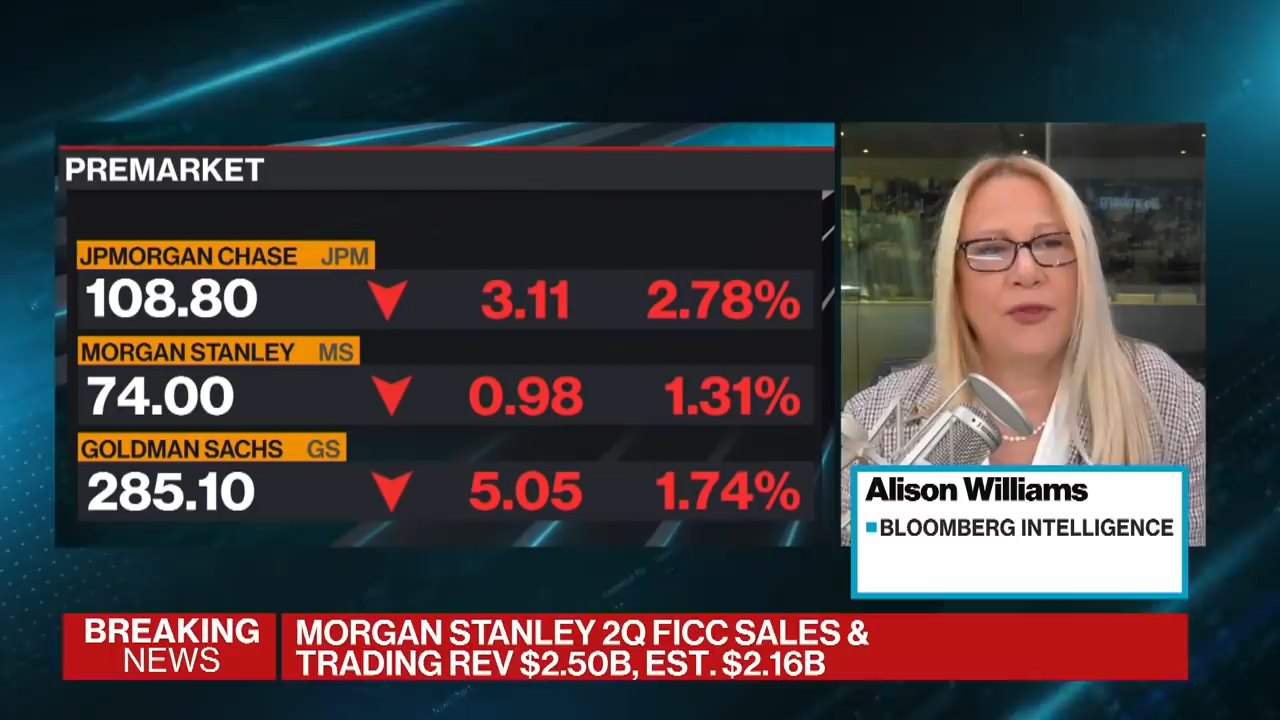 PREMARKET
JPMORGAN CHASE JPM
108.80 3.11 2.78%
MORGAN STANLEY MS
74.00 0.98 1.31%
GOLDMAN SACHS GS
285.10 5.05 1.74%
Alison Williams
BLOOMBERG INTELLIGENCE
BREAKING NEWS
MORGAN STANLEY 2Q FICC SALES &
TRADING REV $2.50B, EST. $2.16B